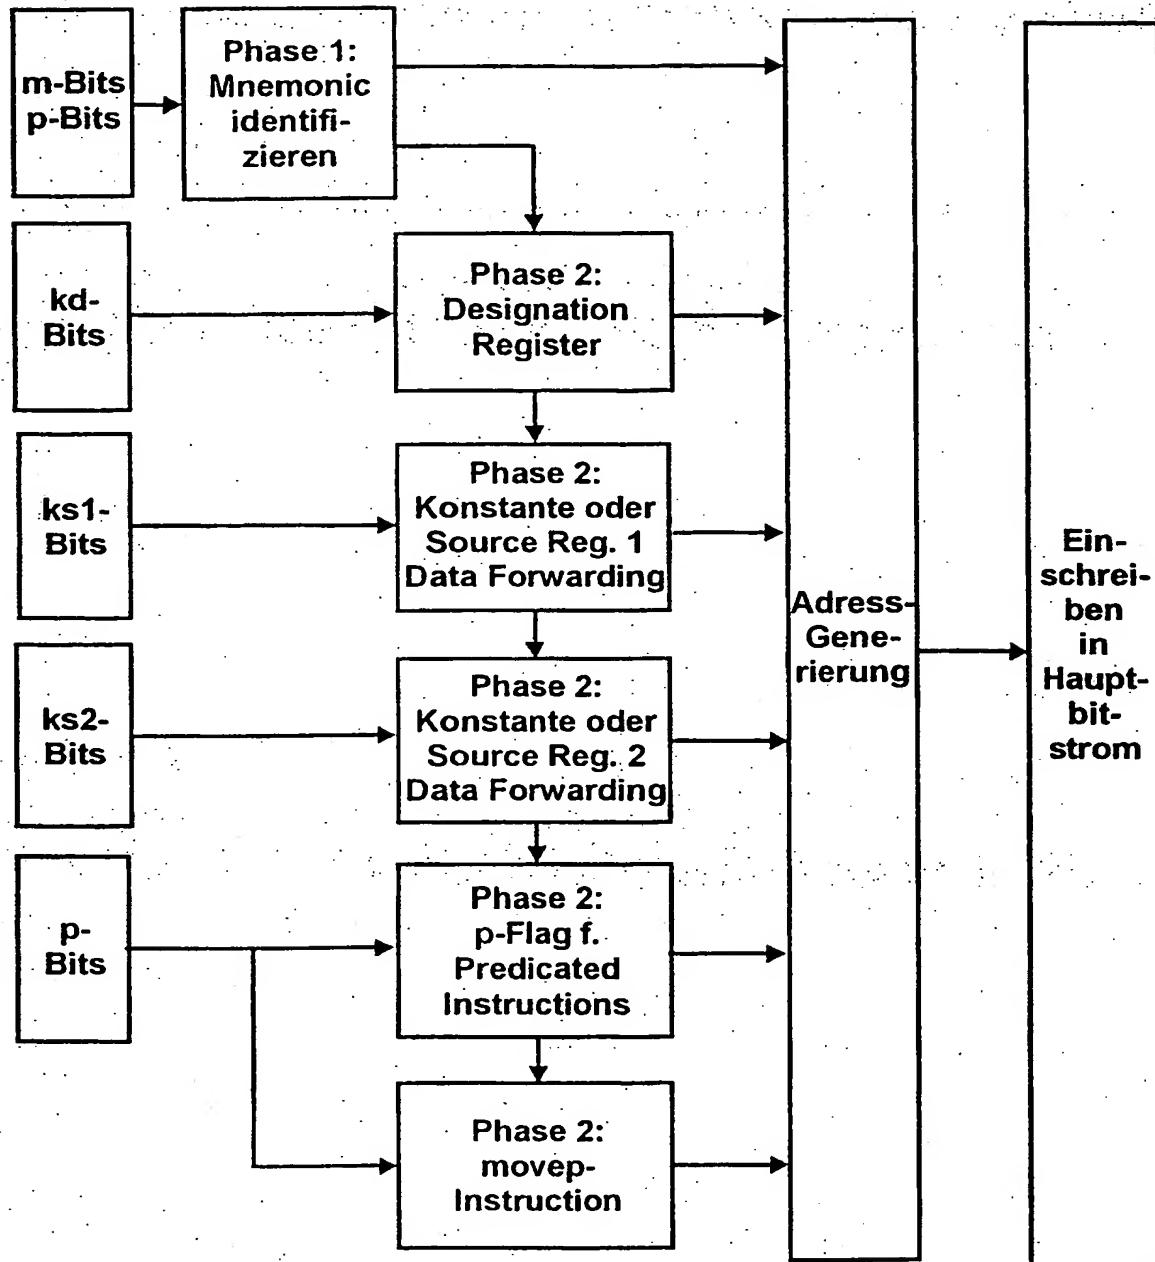 m-Bits
p-Bits
Phase 1:
Mnemonic
identifi-
zieren
kd-
Bits
Phase 2:
Designation
Register
ks1-
Bits
Phase 2:
Konstante oder
Source Reg. 1
Data Forwarding
ks2-
Bits
Phase 2:
Konstante oder
Source Reg. 2
Data Forwarding
p-
Bits
Phase 2:
p-Flag f.
Predicated
Instructions
Phase 2:
movep-
Instruction
Adress-
Gene-
rierung
Ein-
schrei-
ben
in
Haupt-
bit-
strom